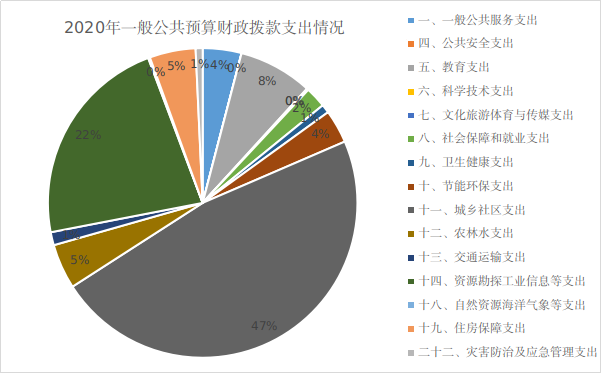 2020年一般公共预算财政拨款支出情况
1%
4%
0%
5%
0%
8%
0%
2%
1%
4%
22%
5%
47%
一、一般公共服务支出
四、公共安全支出
五、教育支出
六、科学技术支出
七、文化旅游体育与传媒支出
八、社会保障和就业支出
九、卫生健康支出
十、节能环保支出
十一、城乡社区支出
十二、农林水支出
十三、交通运输支出
十四、资源勘探工业信息等支出
十八、自然资源海洋气象等支出
十九、住房保障支出
二十二、灾害防治及应急管理支出